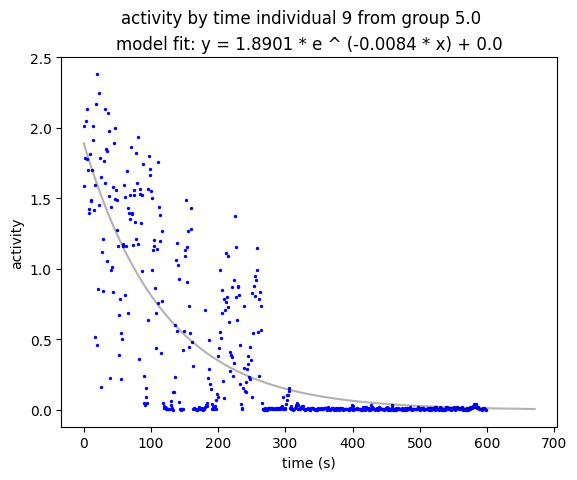 activity by time individual 9 from group 5.0
model fit: y = 1.8901 * e ^ (-0.0084 * x) + 0.0
2.5
2.0
1.5
1.0
0.5
0.0
activity
0 100 200 300 400 500 600 700
time (s)